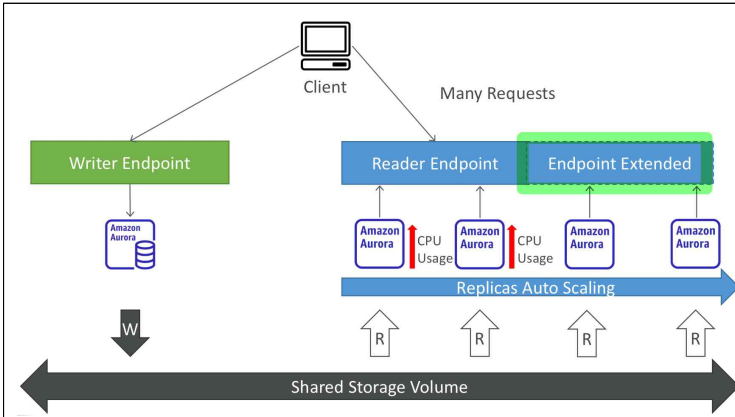 Client
Many Requests
Writer Endpoint
Reader Endpoint
Endpoint Extended
Amazon
Aurora
Amazon
Aurora
CPU
Usage
Amazon
Aurora
CPU
Usage
Amazon
Aurora
Amazon
Aurora
Replicas Auto Scaling
W
R
R
R
R
Shared Storage Volume